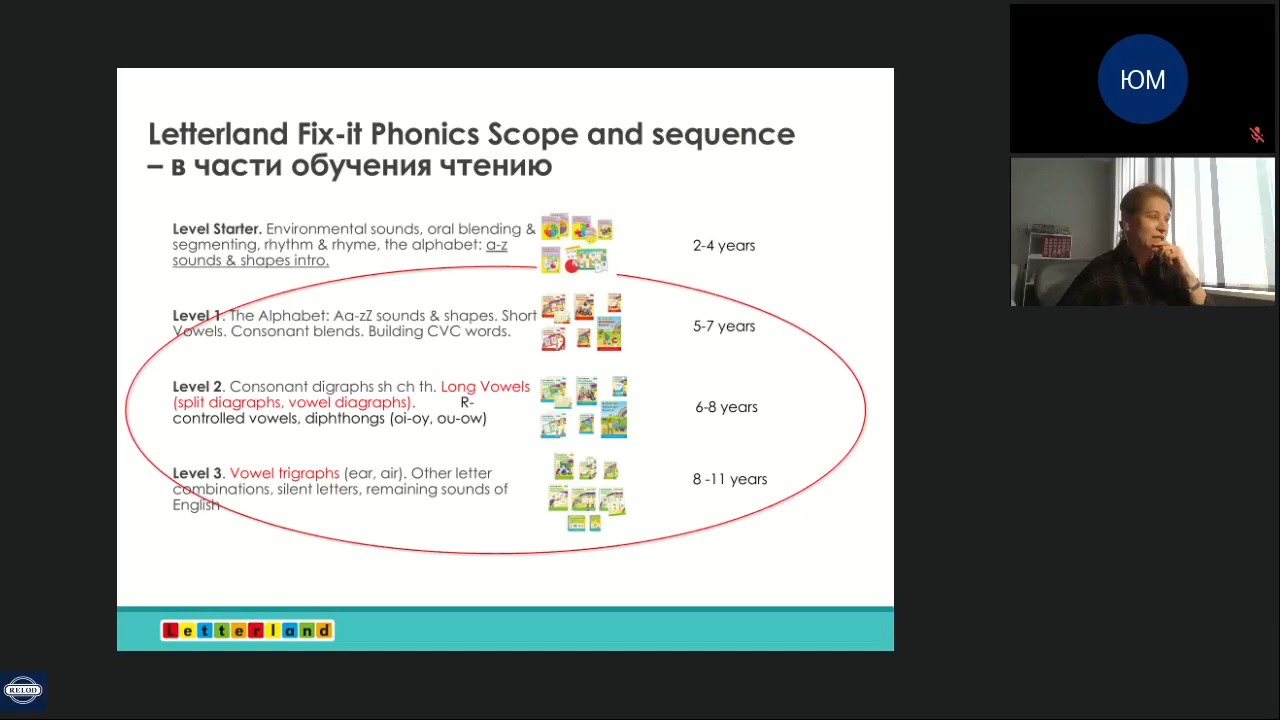 Letterland Fix-it Phonics Scope and sequence
– в части обучения чтению
Level Starter. Environmental sounds, oral blending &
segmenting, rhythm & rhyme, the alphabet: a-z
sounds & shapes intro.
2-4 years
Level 1. The Alphabet: Aa-zZ sounds & shapes. Short
Vowels. Consonant blends. Building CVC words.
5-7 years
Level 2. Consonant digraphs sh ch th. Long Vowels
(split diagraphs, vowel diagraphs). R-
controlled vowels, diphthongs (oi-oy, ou-ow)
6-8 years
Level 3. Vowel trigraphs (ear, air). Other letter
combinations, silent letters, remaining sounds of
English
8 -11 years
Letterland
ЮМ
RELOD